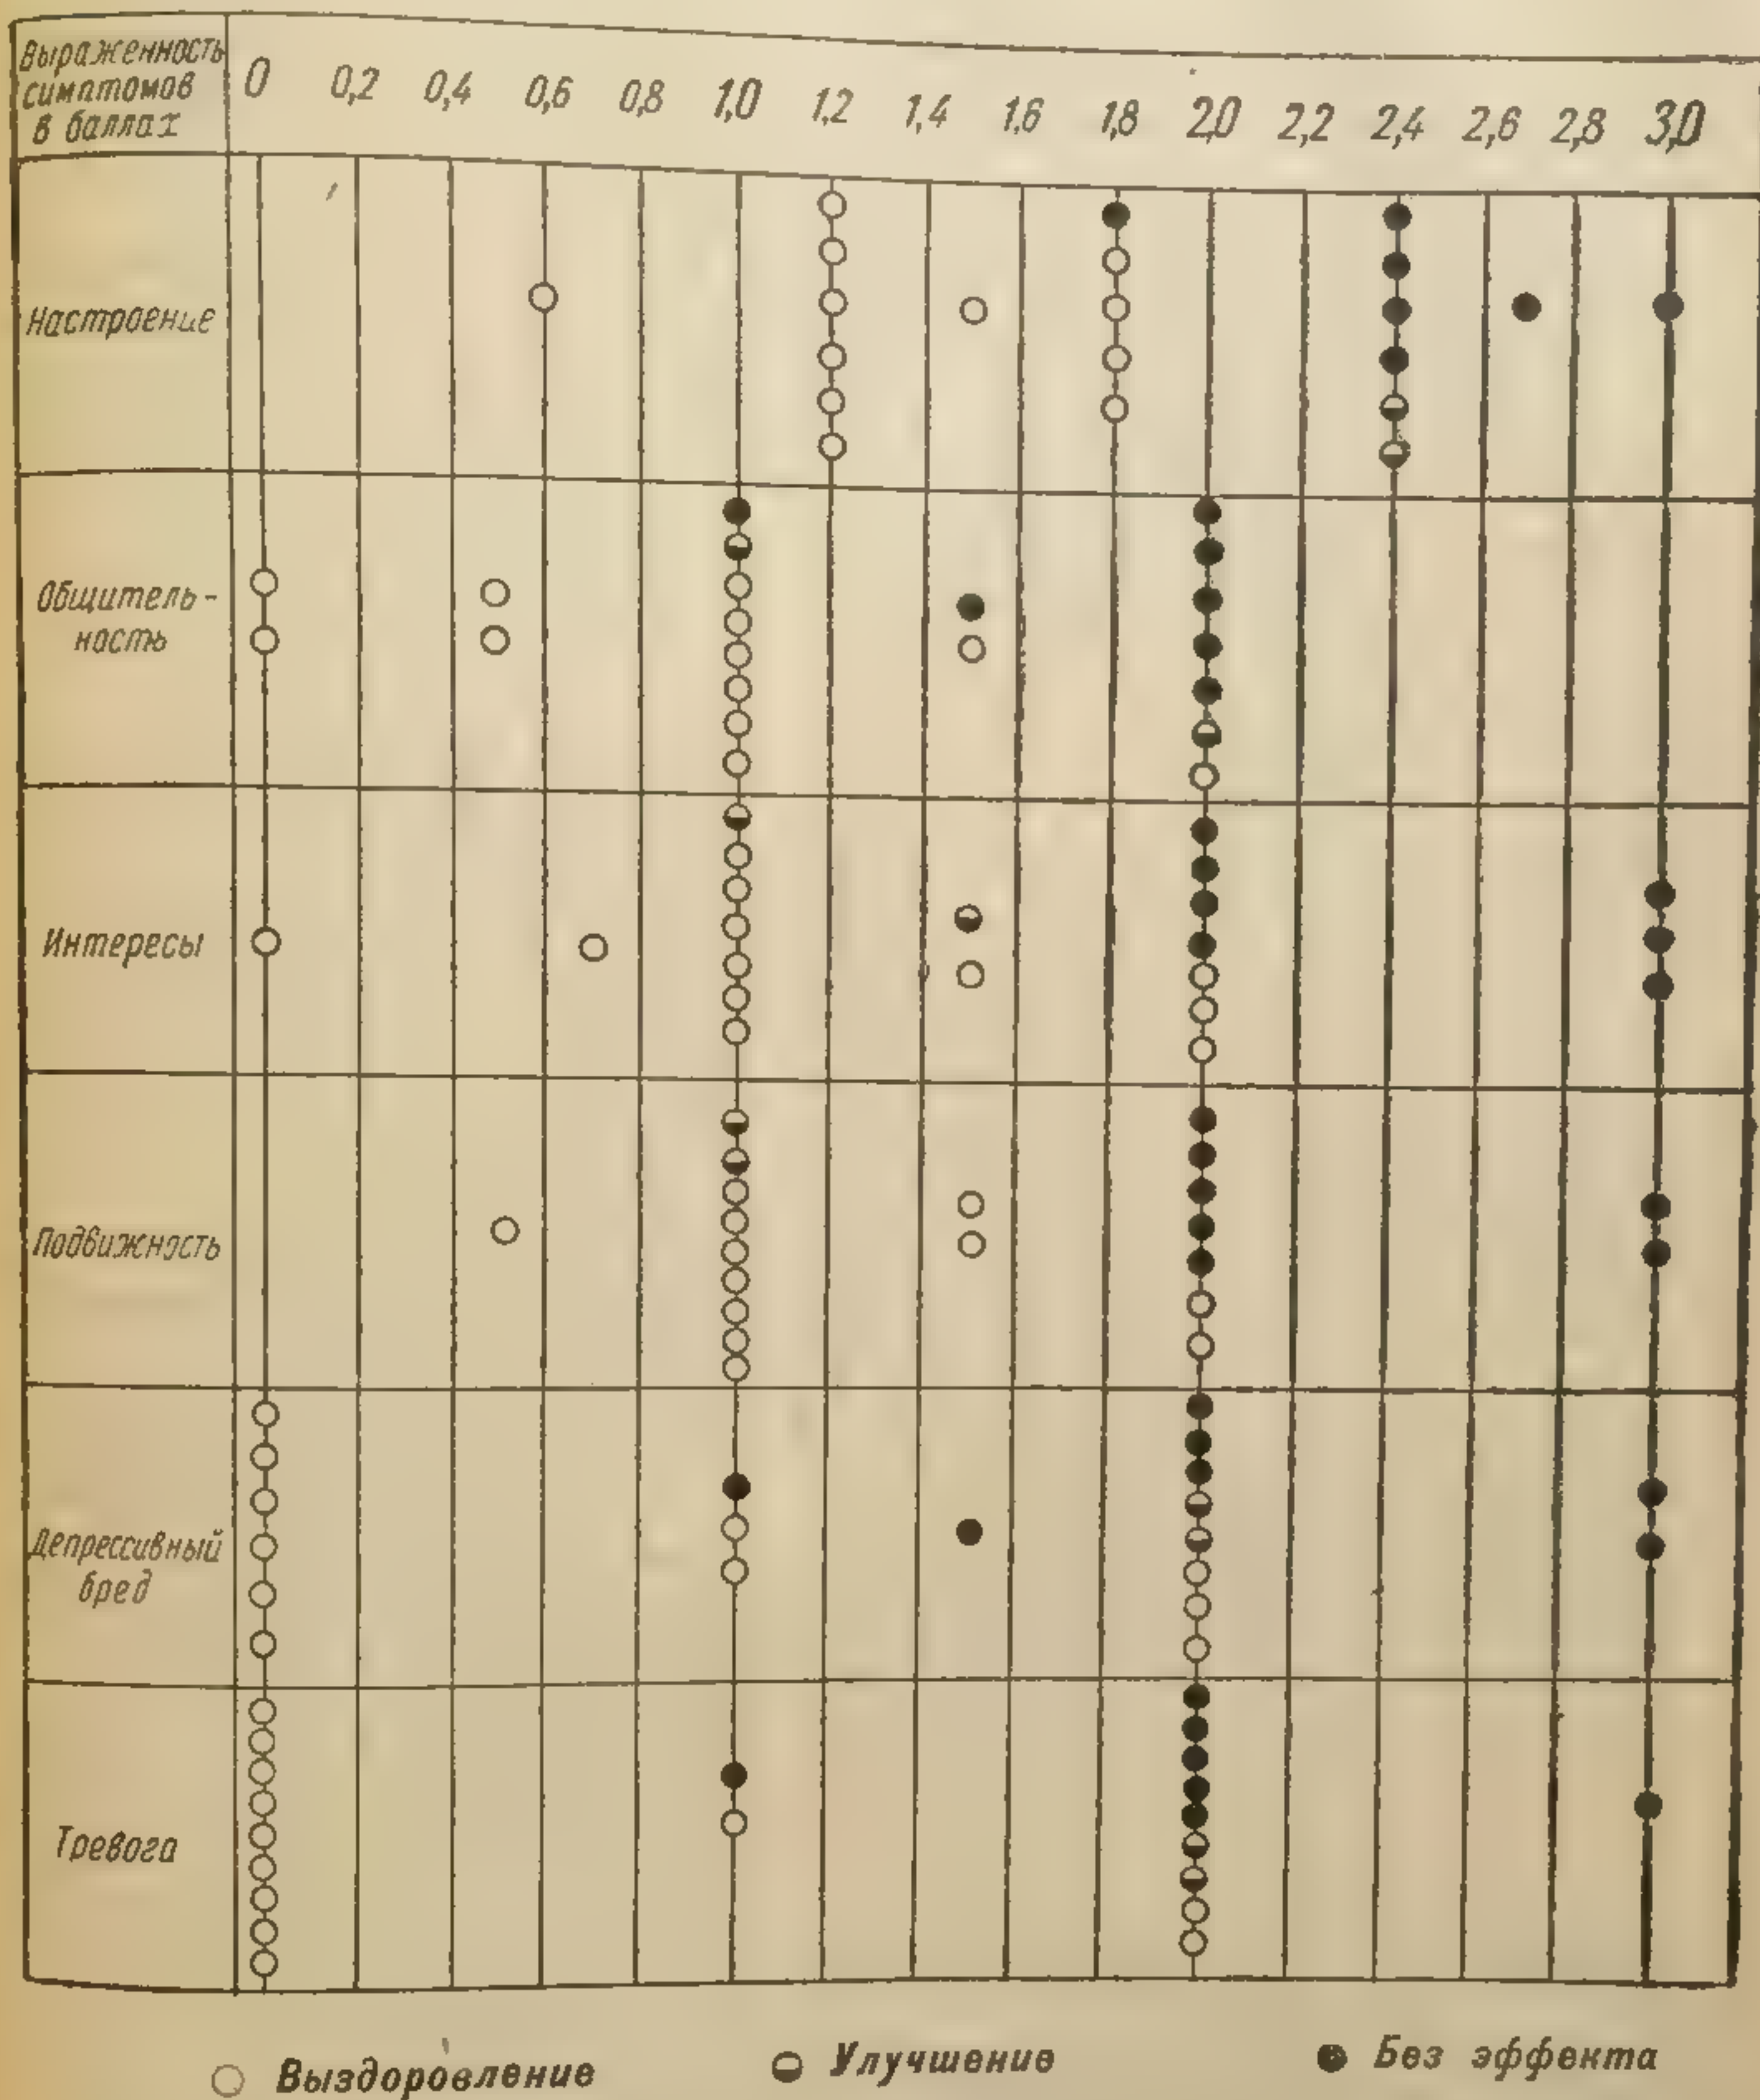 Выраженность
симптомов
в баллах
0 0,2 0,4 0,6 0,8 1,0 1,2 1,4 1,6 1,8 2,0 2,2 2,4 2,6 2,8 3,0
Настроение
Общитель-
ность
Интересы
Подвижность
Депрессивный
бред
Тревога
Выздоровление Улучшение Без эффекта